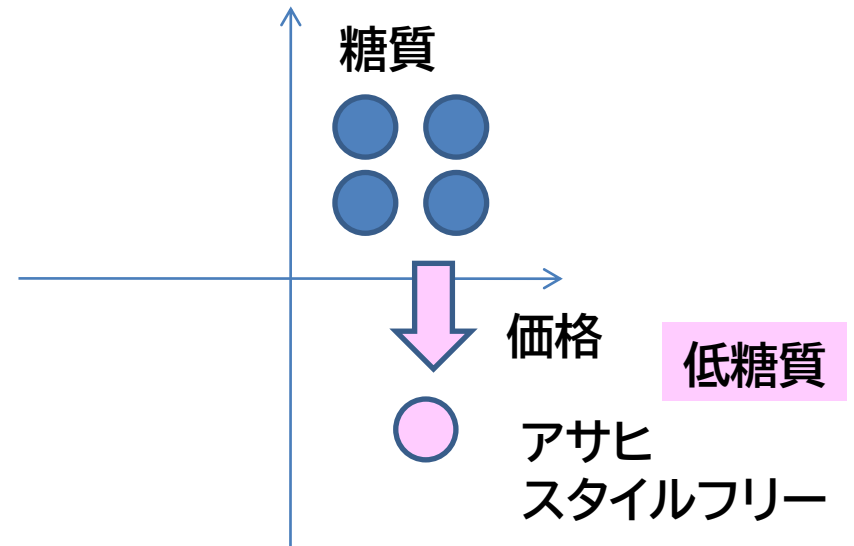 糖質
価格
低糖質
アサヒ
スタイルフリー